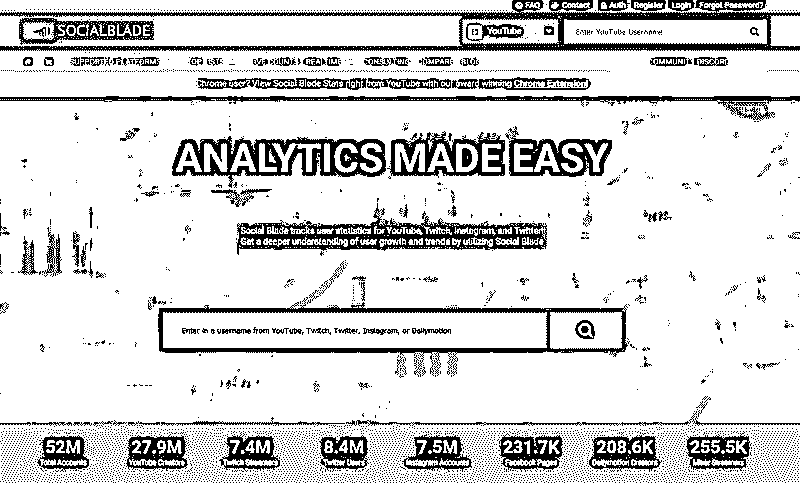 FAQ Contact Auth Register Login Forgot Password?
SOCIALBLADE YouTube Enter YouTube Username
SUPPORTED PLATFORMS TOP LISTS LIVE COUNTS (REALTIME) CONSULTING COMPARE BLOG COMMUNITY DISCORD
Chrome user? View Social Blade Stats right from YouTube with our award winning Chrome Extension!
ANALYTICS MADE EASY
Social Blade tracks user statistics for YouTube, Twitch, Instagram, and Twitter!
Get a deeper understanding of user growth and trends by utilizing Social Blade
Enter in a username from YouTube, Twitch, Twitter, Instagram, or Dailymotion
52M 27.9M 7.4M 8.4M 7.5M 231.7K 208.6K 255.5K
Total Accounts YouTube Creators Twitch Streamers Twitter Users Instagram Accounts Facebook Pages Dailymotion Creators Mixer Streamers